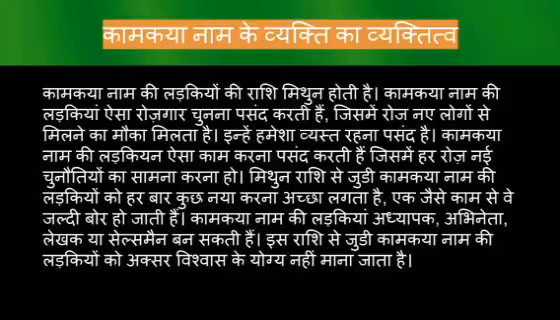 कामकया नाम के व्यक्ति का व्यक्तित्व
कामकया नाम की लड़कियों की राशि मिथुन होती है। कामकया नाम की
लड़कियां ऐसा रोज़गार चुनना पसंद करती हैं, जिसमें रोज नए लोगों से
मिलने का मौका मिलता है। इन्हें हमेशा व्यस्त रहना पसंद है। कामकया
नाम की लड़कियन ऐसा काम करना पसंद करती हैं जिसमें हर रोज़ नई
चुनौतियों का सामना करना हो। मिथुन राशि से जुडी कामकया नाम की
लड़कियों को हर बार कुछ नया करना अच्छा लगता है, एक जैसे काम से वे
जल्दी बोर हो जाती हैं। कामकया नाम की लड़कियां अध्यापक, अभिनेता,
लेखक या सेल्समैन बन सकती हैं। इस राशि से जुडी कामकया नाम की
लड़कियों को अक्सर विश्वास के योग्य नहीं माना जाता है।